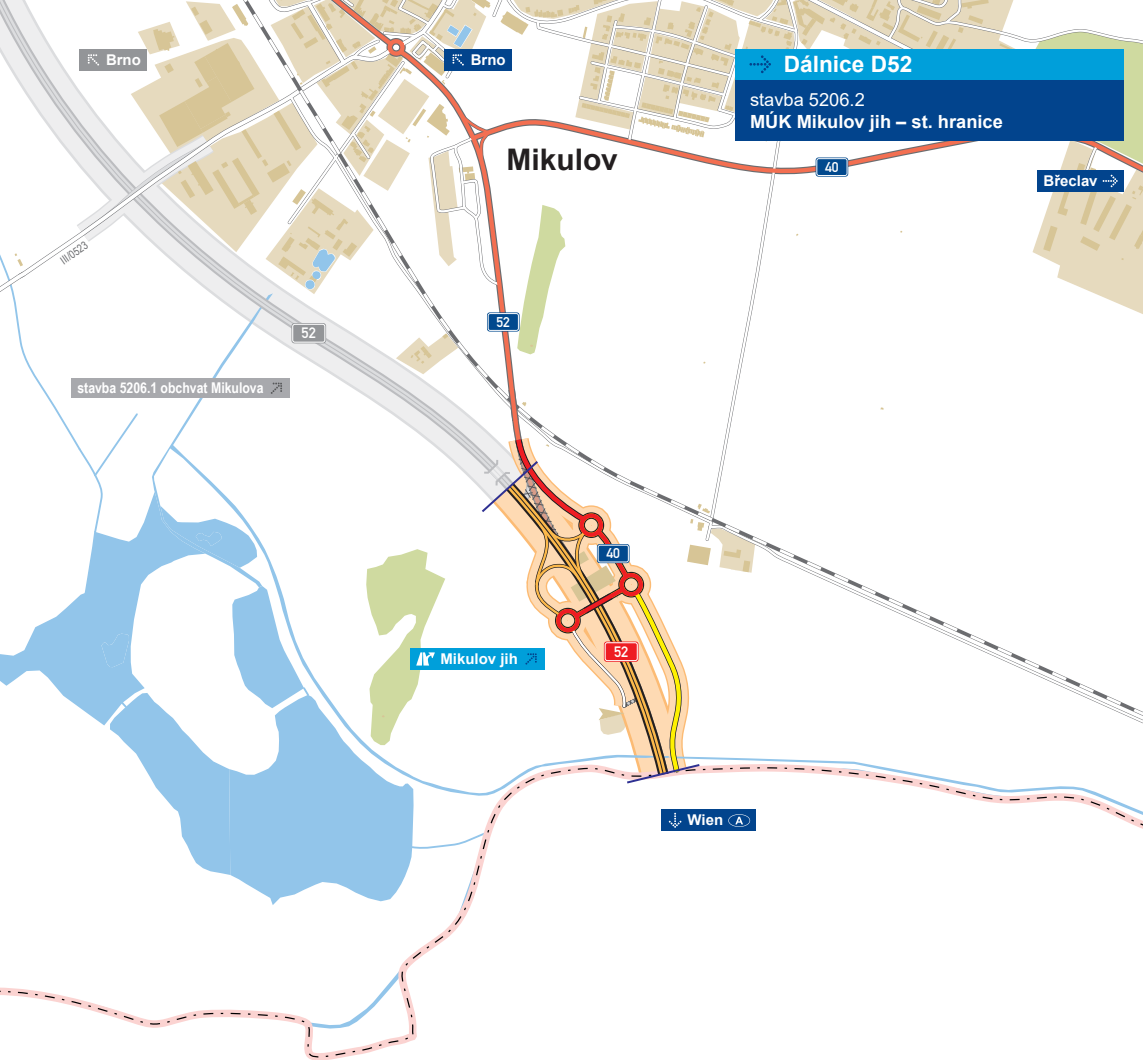 Brno
Brno
Dálnice D52
stavba 5206.2
MÚK Mikulov jih – st. hranice
Mikulov
40
Břeclav
III/0523
52
52
stavba 5206.1 obchvat Mikulova
40
52
Mikulov jih
Wien A